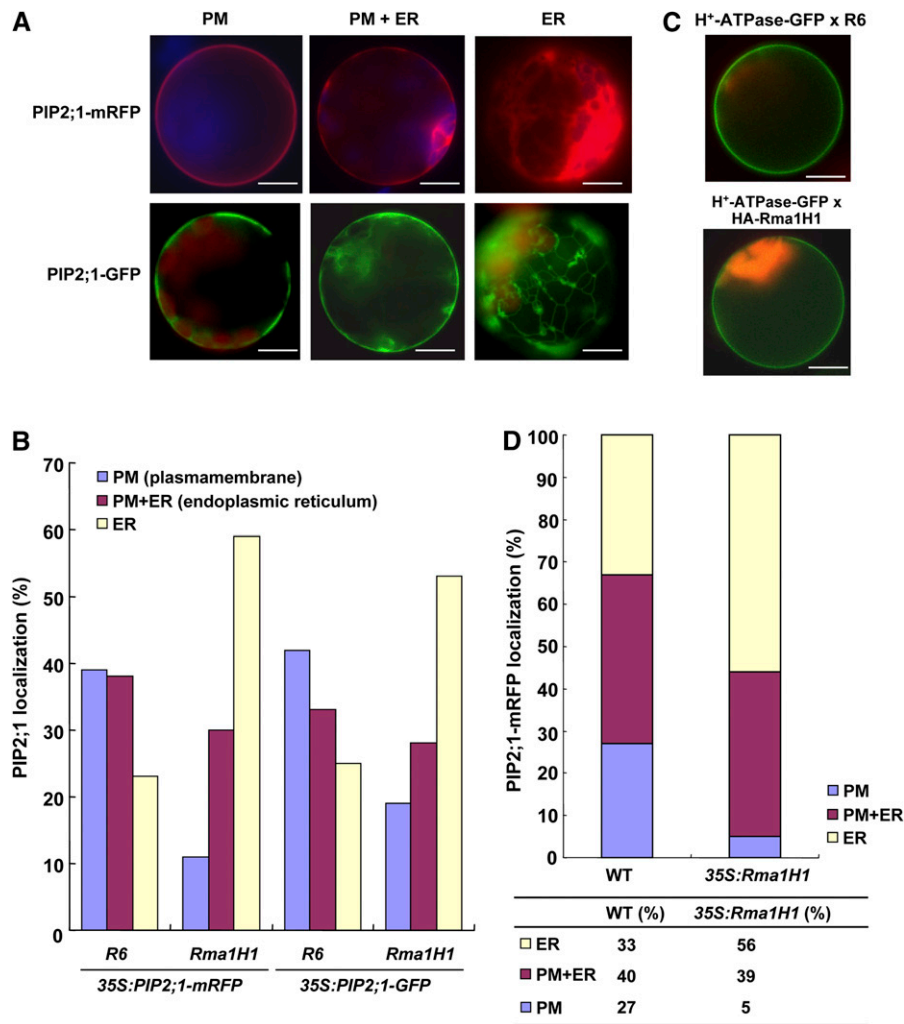 A
PM
PM + ER
ER
PIP2;1-mRFP
PIP2;1-GFP
C
H⁺-ATPase-GFP x R6
H⁺-ATPase-GFP x
HA-Rma1H1
B
70
60
50
40
30
20
10
0
PIP2;1 localization (%)
PM (plasmamembrane)
PM+ER (endoplasmic reticulum)
ER
R6
Rma1H1
R6
Rma1H1
35S:PIP2;1-mRFP
35S:PIP2;1-GFP
D
100
90
80
70
60
50
40
30
20
10
0
PIP2;1-mRFP localization (%)
PM
PM+ER
ER
WT
35S:Rma1H1
WT (%) 35S:Rma1H1 (%)
ER 33 56
PM+ER 40 39
PM 27 5